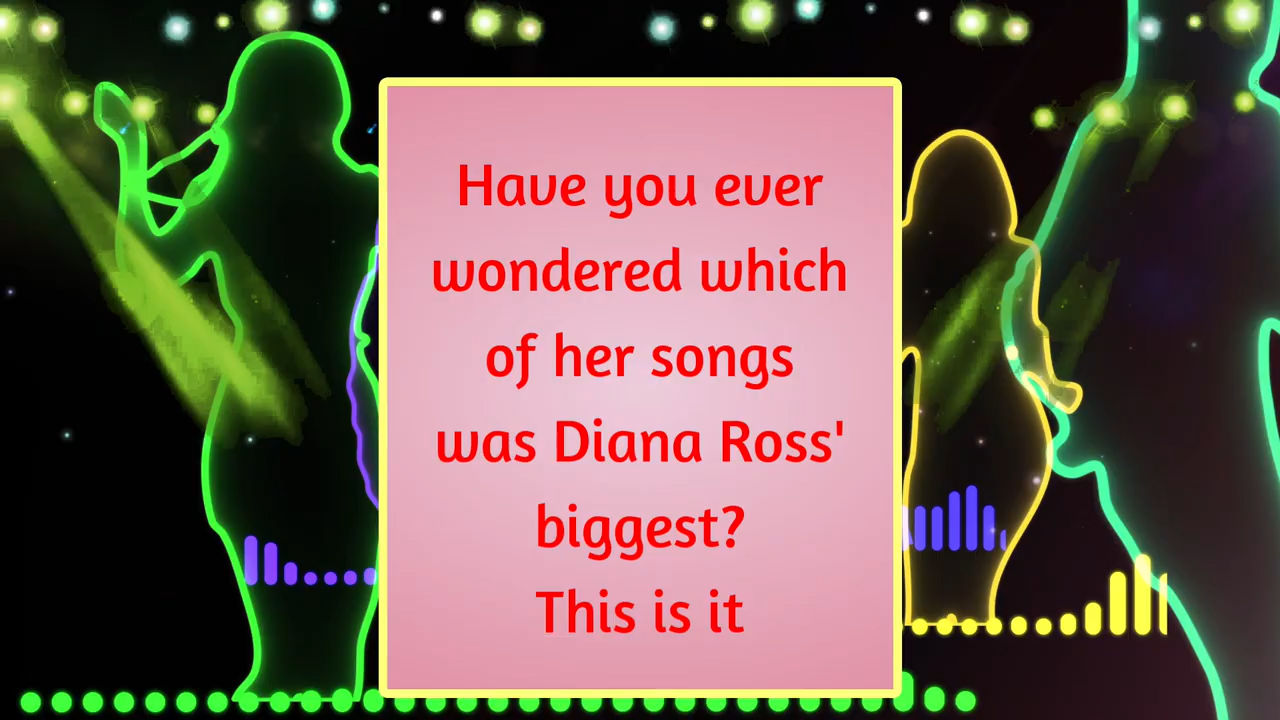 Have you ever
wondered which
of her songs
was Diana Ross'
biggest?
This is it